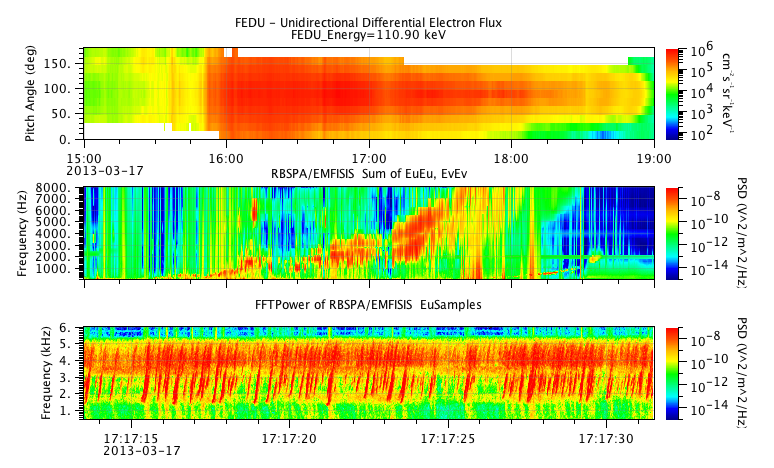 FEDU - Unidirectional Differential Electron Flux
FEDU_Energy=110.90 keV
Pitch Angle (deg)
150.
100.
50.
0.
15:00 16:00 17:00 18:00 19:00
2013-03-17
10^6
10^5
10^4
10^3
10^2
cm^-2 s^-1 sr^-1 keV^-1
RBSPA/EMFISIS Sum of EuEu, EvEv
Frequency (Hz)
8000.
7000.
6000.
5000.
4000.
3000.
2000.
1000.
10^-8
10^-10
10^-12
10^-14
PSD (V^2/m^2/Hz)
FFTPower of RBSPA/EMFISIS EuSamples
Frequency (kHz)
6.
5.
4.
3.
2.
1.
17:17:15 17:17:20 17:17:25 17:17:30
2013-03-17
10^-8
10^-10
10^-12
10^-14
PSD (V^2/m^2/Hz)